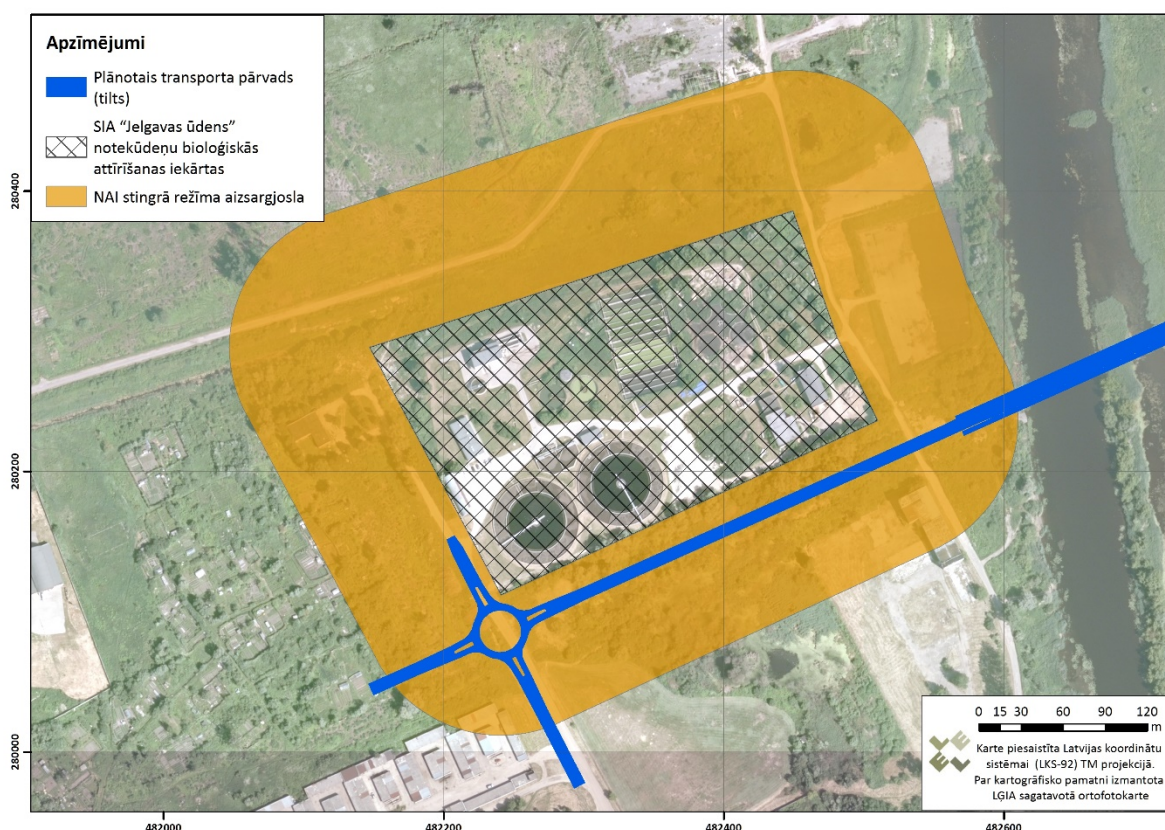 Apzīmējumi
Plānotais transporta pārvads
(tilts)
SIA "Jelgavas ūdens"
notekūdeņu bioloģiskās
attīrīšanas iekārtas
NAI stingrā režīma aizsargjosla
280400
280200
280000
482000
482200
482400
482600
0 15 30 60 90 120
m
Karte piesaistīta Latvijas koordinātu
sistēmai (LKS-92) TM projekcijā.
Par kartogrāfisko pamatni izmantota
LĢIA sagatavotā ortofotokarte